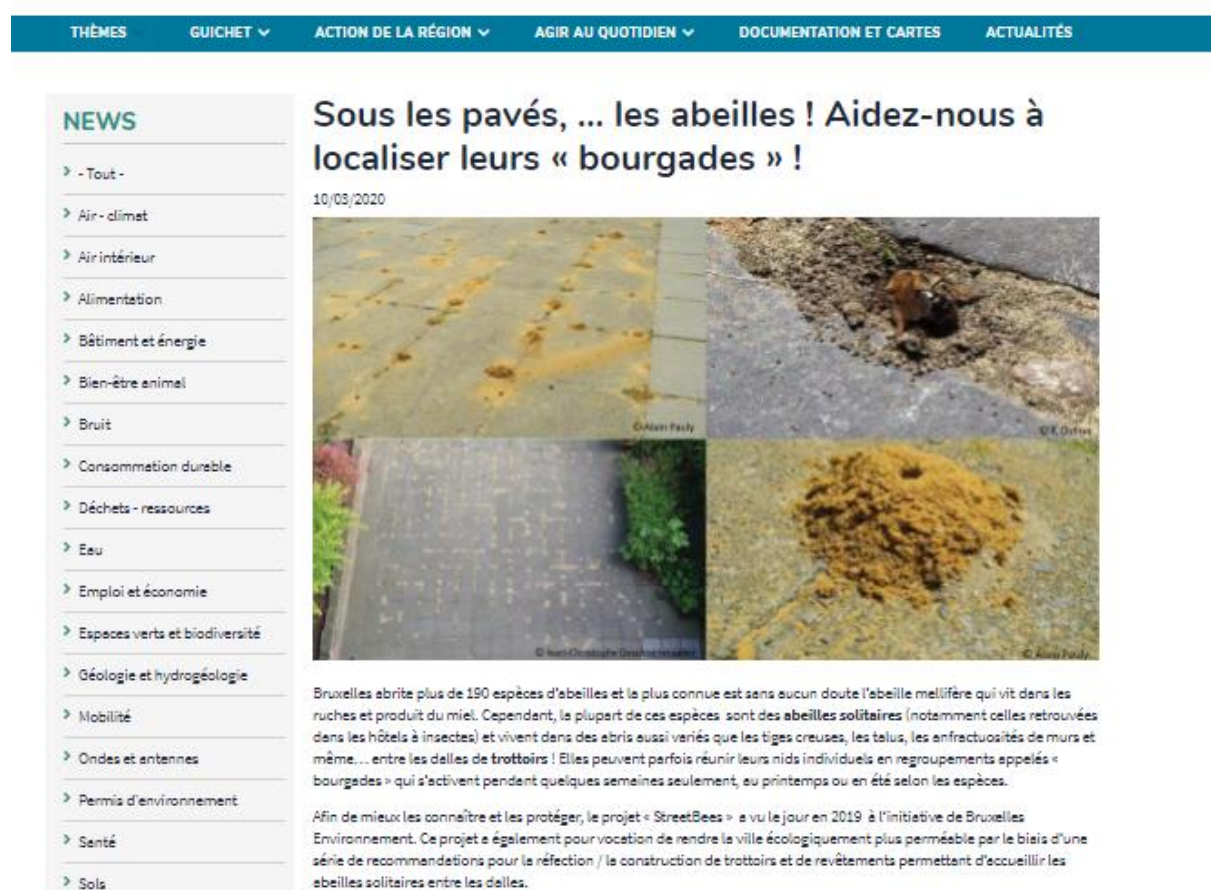 THÈMES GUICHET ACTION DE LA RÉGION AGIR AU QUOTIDIEN DOCUMENTATION ET CARTES ACTUALITÉS
NEWS
- Tout -
Air - climat
Air intérieur
Alimentation
Bâtiment et énergie
Bien-être animal
Bruit
Consommation durable
Déchets - ressources
Eau
Emploi et économie
Espaces verts et biodiversité
Géologie et hydrogéologie
Mobilité
Ondes et antennes
Permis d'environnement
Santé
Sols
Sous les pavés, ... les abeilles ! Aidez-nous à
localiser leurs « bourgades » !
10/03/2020
© Alain Pauly
© Alain Pauly
Bruxelles abrite plus de 190 espèces d'abeilles et la plus connue est sans aucun doute l'abeille mellifère qui vit dans les
ruches et produit du miel. Cependant, la plupart de ces espèces sont des abeilles solitaires (notamment celles retrouvées
dans les hôtels à insectes) et vivent dans des abris aussi variés que les tiges creuses, les talus, les anfractuosités de murs et
même... entre les dalles de trottoirs ! Elles peuvent parfois réunir leurs nids individuels en regroupements appelés «
bourgades » qui s'activent pendant quelques semaines seulement, au printemps ou en été selon les espèces.
Afin de mieux les connaître et les protéger, le projet « StreetBees » a vu le jour en 2019 à l'initiative de Bruxelles
Environnement. Ce projet a également pour vocation de rendre la ville écologiquement plus perméable par le biais d'une
série de recommandations pour la réfection / la construction de trottoirs et de revêtements permettant d'accueillir les
abeilles solitaires entre les dalles.